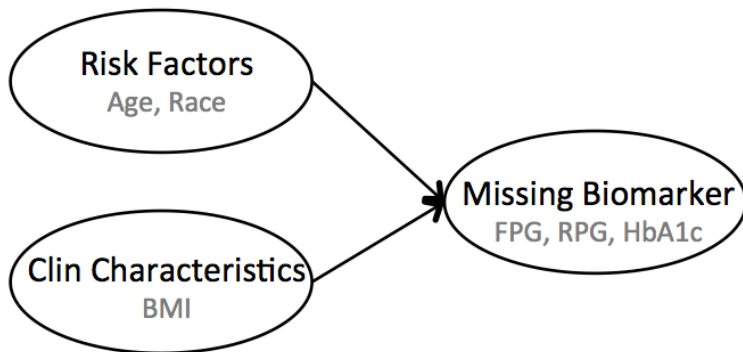 Risk Factors
Age, Race
Missing Biomarker
FPG, RPG, HbA1c
Clin Characteristics
BMI